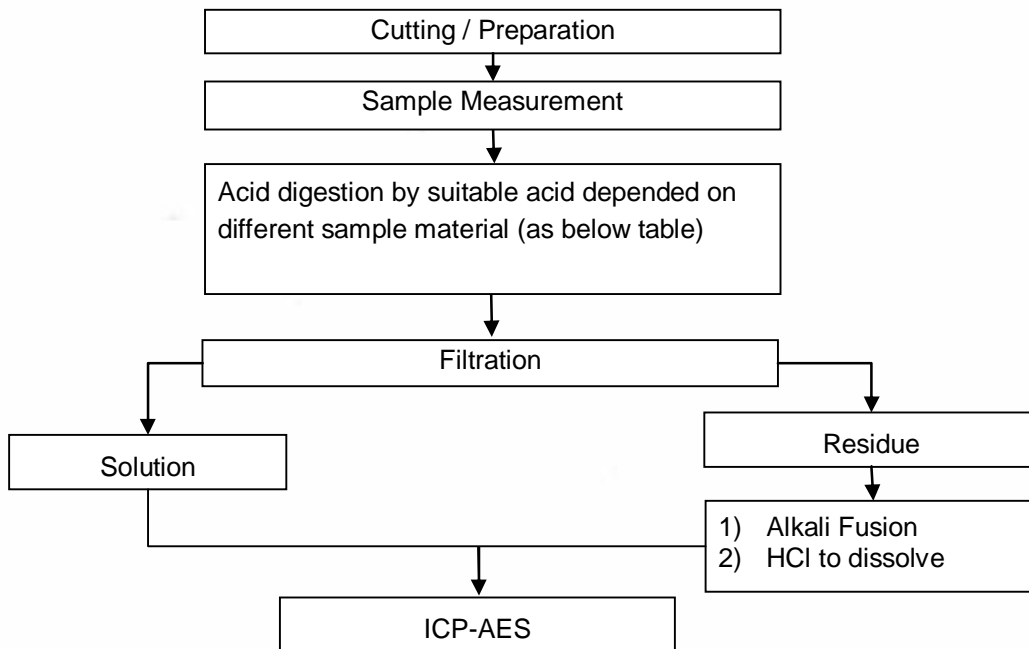 Cutting / Preparation
Sample Measurement
Acid digestion by suitable acid depended on
different sample material (as below table)
Filtration
Solution
Residue
1) Alkali Fusion
2) HCl to dissolve
ICP-AES